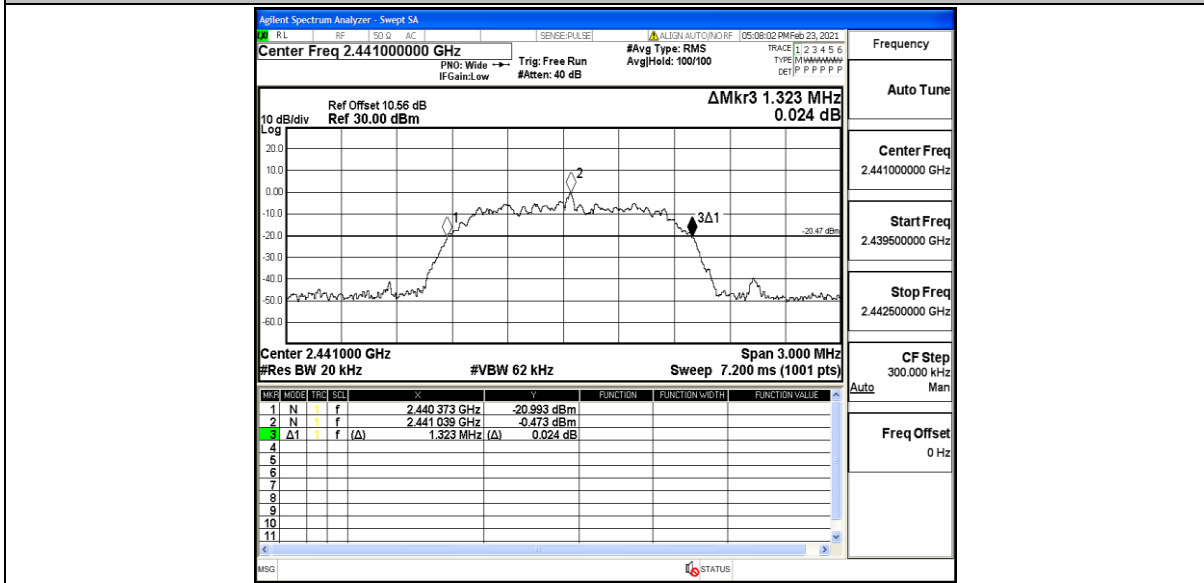 Agilent Spectrum Analyzer - Swept SA
RL RF 50 Ω AC SENSE:PULSE ALIGN AUTO/NO RF 05:08:02 PM Feb 23, 2021
Center Freq 2.441000000 GHz
PNO: Wide
IFGain:Low
Trig: Free Run
#Atten: 40 dB
#Avg Type: RMS
Avg|Hold: 100/100
TRACE 1 2 3 4 5 6
TYPE M
DET P P P P P P
Ref Offset 10.56 dB
10 dB/div Ref 30.00 dBm
Log
ΔMkr3 1.323 MHz
0.024 dB
20.0
10.0
0.00
-10.0
-20.0
-30.0
-40.0
-50.0
-60.0
1
2
3Δ1
-20.47 dBm
Center 2.441000 GHz Span 3.000 MHz
#Res BW 20 kHz #VBW 62 kHz Sweep 7.200 ms (1001 pts)
MKR MODE TRC SCL X Y FUNCTION FUNCTION WIDTH FUNCTION VALUE
1 N 1 f 2.440 373 GHz -20.993 dBm
2 N 1 f 2.441 039 GHz -0.473 dBm
3 Δ1 1 f (Δ) 1.323 MHz (Δ) 0.024 dB
4
5
6
7
8
9
10
11
MSG STATUS
Frequency
Auto Tune
Center Freq
2.441000000 GHz
Start Freq
2.439500000 GHz
Stop Freq
2.442500000 GHz
CF Step
300.000 kHz
Auto Man
Freq Offset
0 Hz